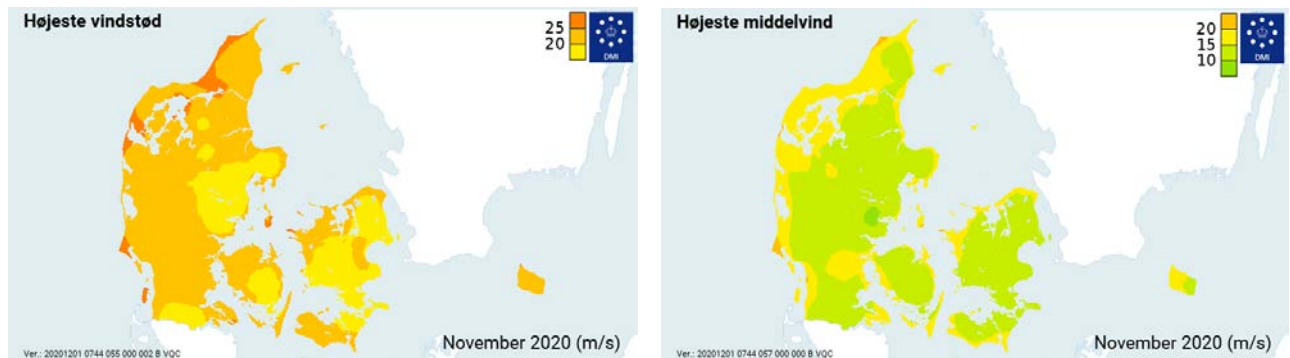 Højeste vindstød
25
20
DMI
November 2020 (m/s)
Ver.: 20201201 0744 055 000 002 B VQC
Højeste middelvind
20
15
10
DMI
November 2020 (m/s)
Ver.: 20201201 0744 057 000 000 B VQC